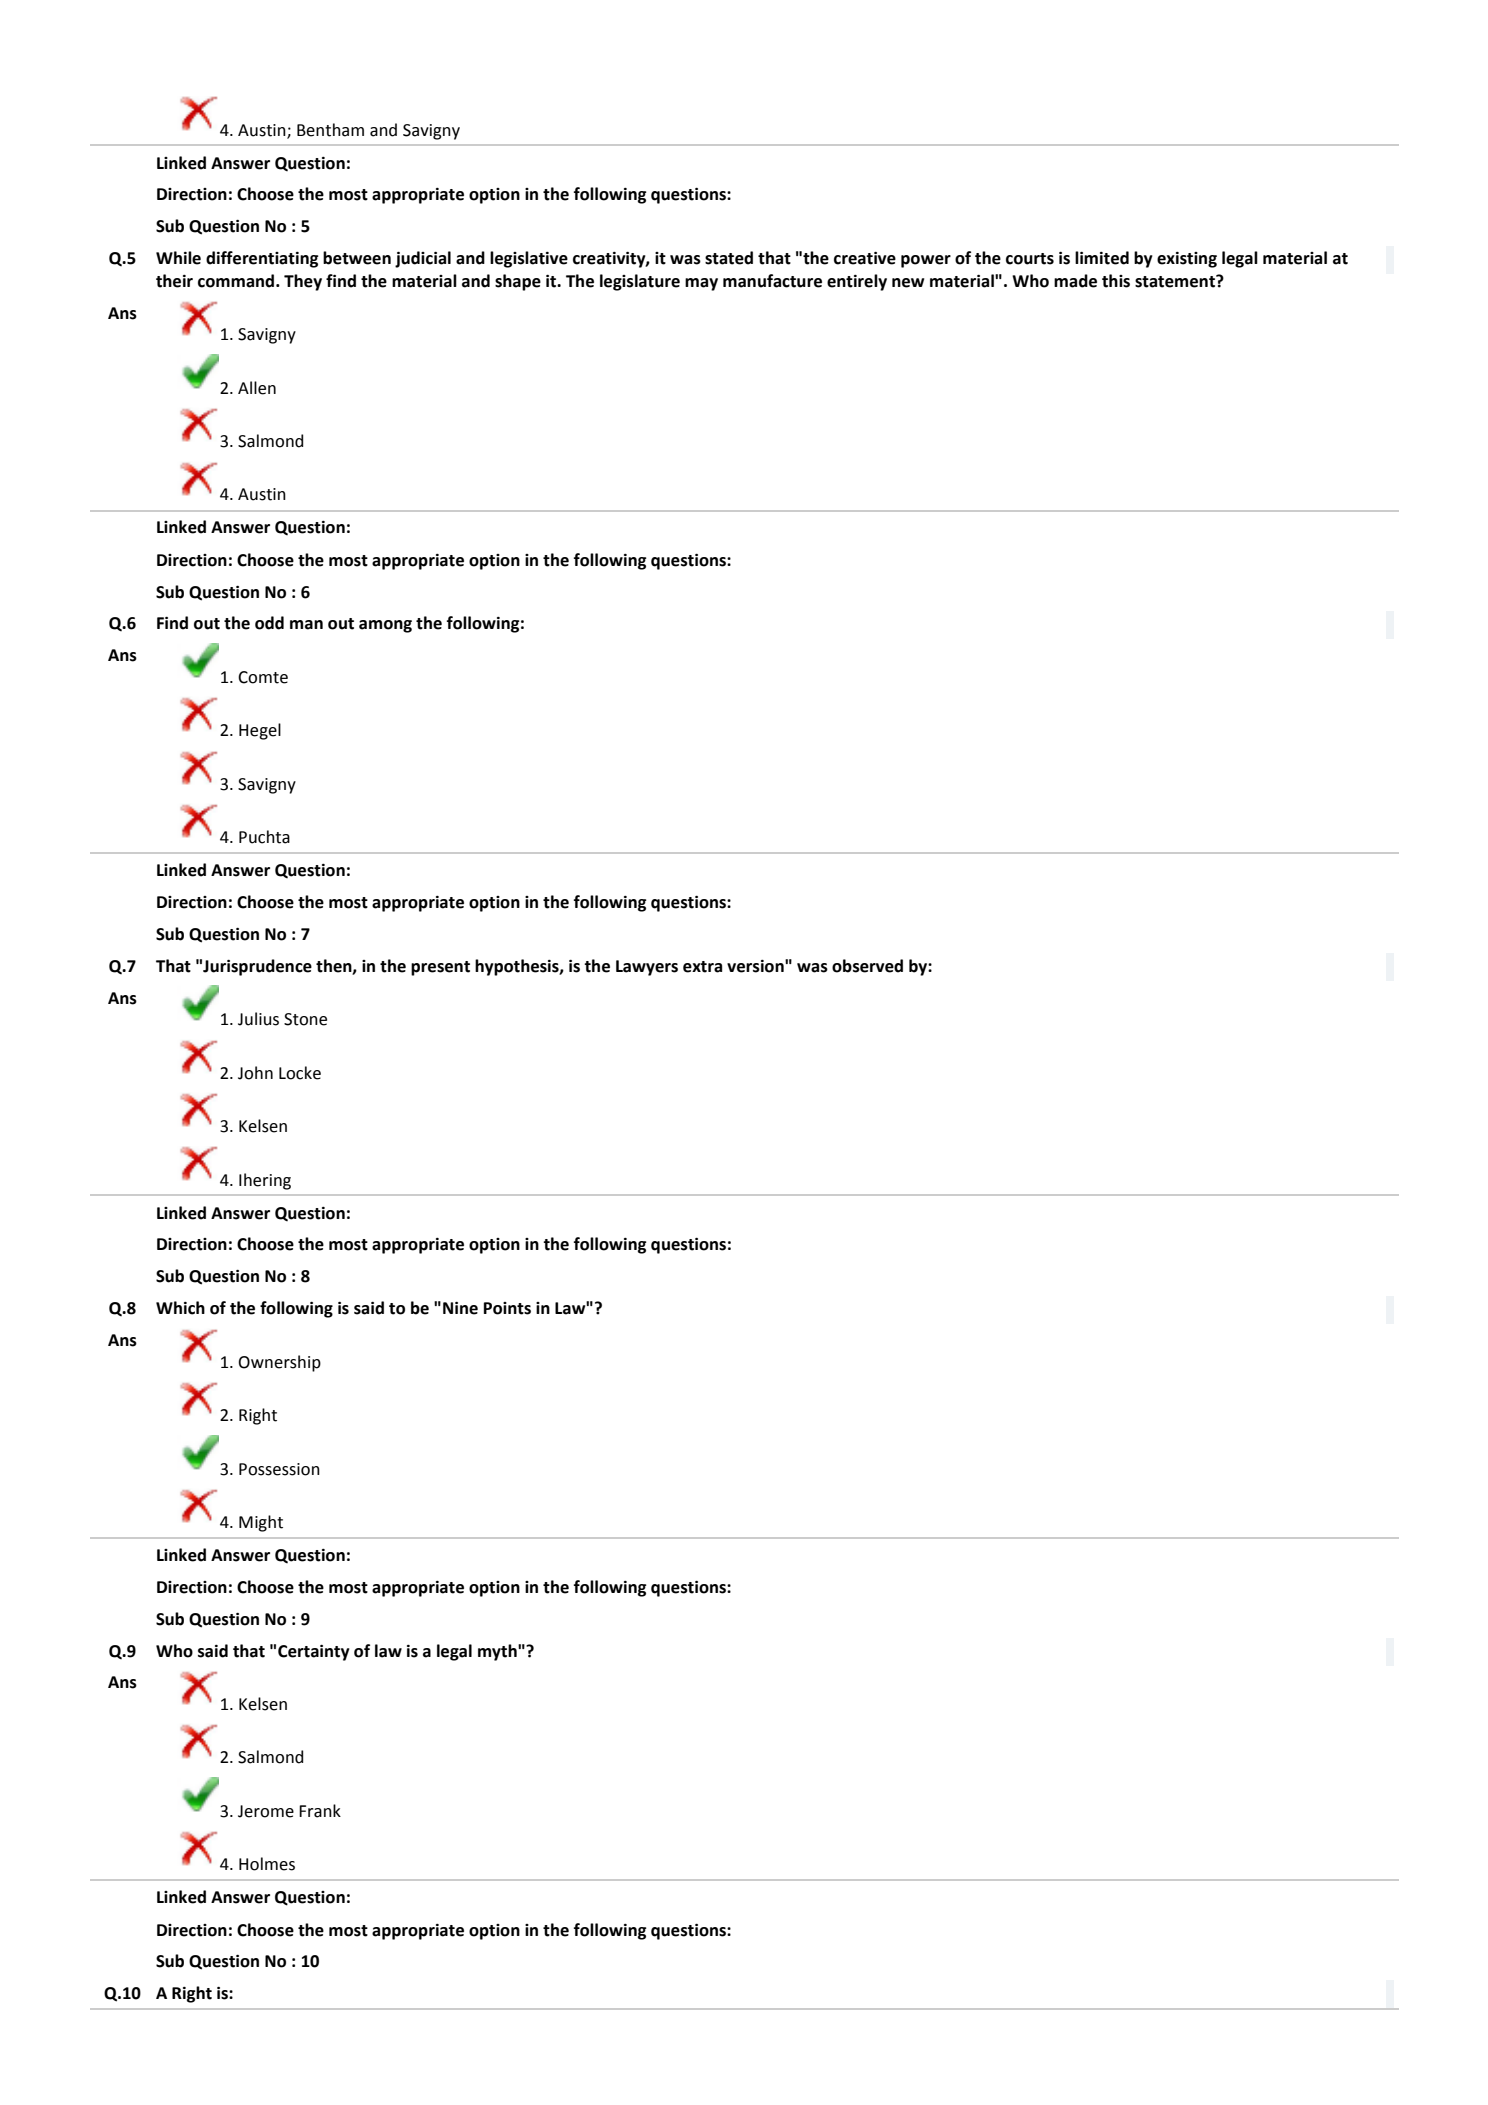 4. Austin; Bentham and Savigny
Linked Answer Question:
Direction: Choose the most appropriate option in the following questions:
Sub Question No : 5
Q.5 While differentiating between judicial and legislative creativity, it was stated that "the creative power of the courts is limited by existing legal material at
their command. They find the material and shape it. The legislature may manufacture entirely new material". Who made this statement?
Ans
1. Savigny
2. Allen
3. Salmond
4. Austin
Linked Answer Question:
Direction: Choose the most appropriate option in the following questions:
Sub Question No : 6
Q.6 Find out the odd man out among the following:
Ans
1. Comte
2. Hegel
3. Savigny
4. Puchta
Linked Answer Question:
Direction: Choose the most appropriate option in the following questions:
Sub Question No : 7
Q.7 That "Jurisprudence then, in the present hypothesis, is the Lawyers extra version" was observed by:
Ans
1. Julius Stone
2. John Locke
3. Kelsen
4. Ihering
Linked Answer Question:
Direction: Choose the most appropriate option in the following questions:
Sub Question No : 8
Q.8 Which of the following is said to be "Nine Points in Law"?
Ans
1. Ownership
2. Right
3. Possession
4. Might
Linked Answer Question:
Direction: Choose the most appropriate option in the following questions:
Sub Question No : 9
Q.9 Who said that "Certainty of law is a legal myth"?
Ans
1. Kelsen
2. Salmond
3. Jerome Frank
4. Holmes
Linked Answer Question:
Direction: Choose the most appropriate option in the following questions:
Sub Question No : 10
Q.10 A Right is: